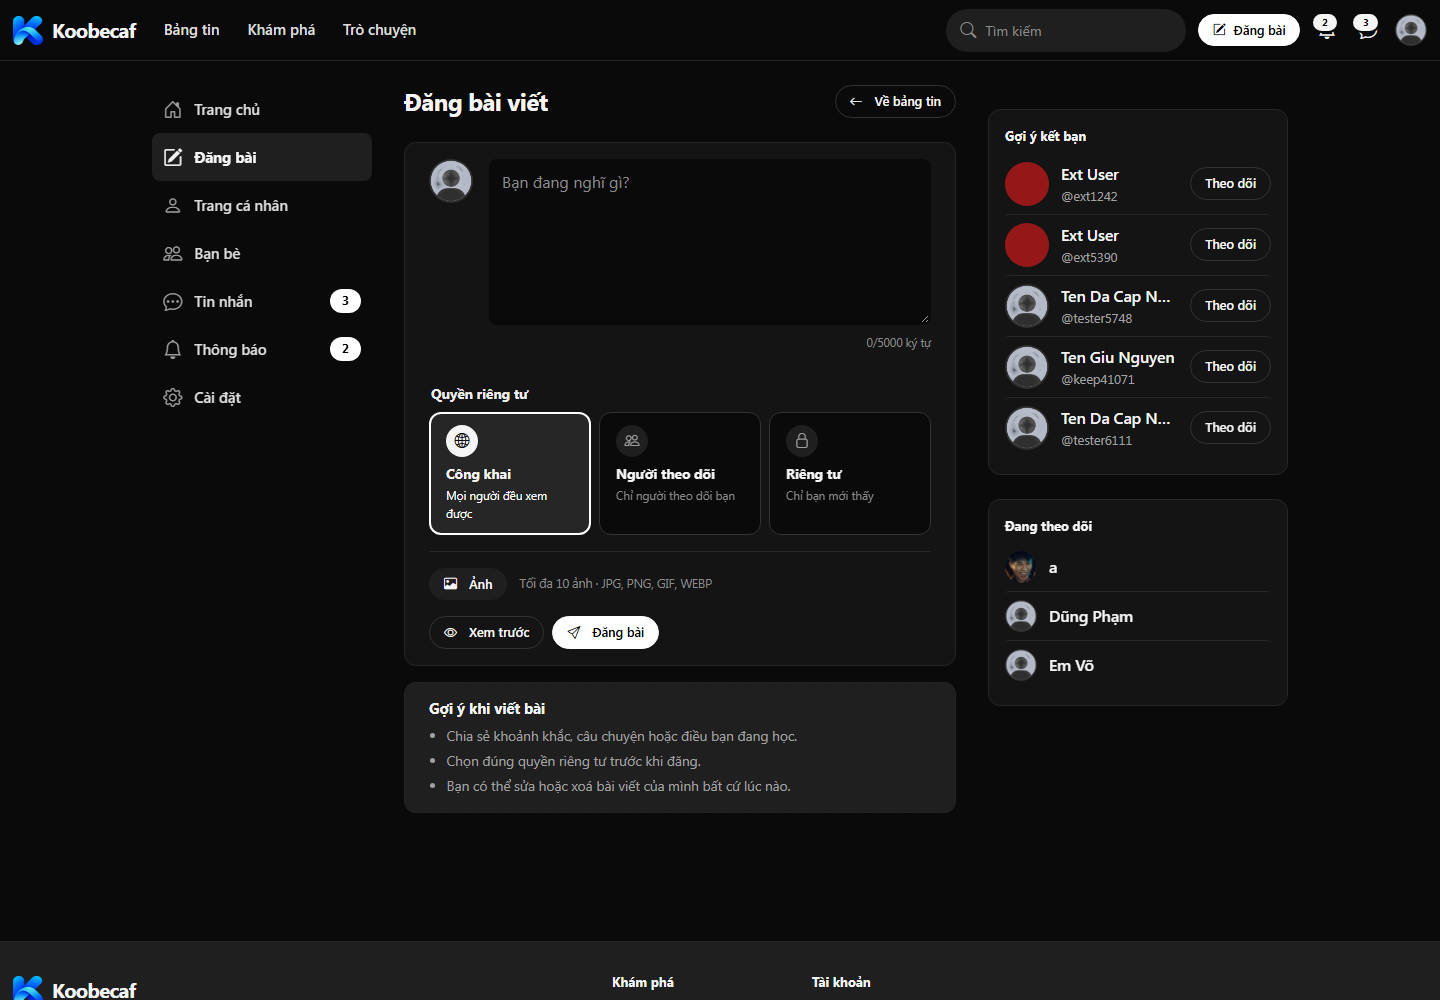 Koobecaf
Bảng tin
Khám phá
Trò chuyện
Tìm kiếm
Đăng bài
2
3
Trang chủ
Đăng bài
Trang cá nhân
Bạn bè
Tin nhắn
3
Thông báo
2
Cài đặt
Đăng bài viết
Về bảng tin
Bạn đang nghĩ gì?
0/5000 ký tự
Quyền riêng tư
Công khai
Mọi người đều xem
được
Người theo dõi
Chỉ người theo dõi bạn
Riêng tư
Chỉ bạn mới thấy
Ảnh
Tối đa 10 ảnh · JPG, PNG, GIF, WEBP
Xem trước
Đăng bài
Gợi ý khi viết bài
Chia sẻ khoảnh khắc, câu chuyện hoặc điều bạn đang học.
Chọn đúng quyền riêng tư trước khi đăng.
Bạn có thể sửa hoặc xoá bài viết của mình bất cứ lúc nào.
Gợi ý kết bạn
Ext User
@ext1242
Theo dõi
Ext User
@ext5390
Theo dõi
Ten Da Cap N...
@tester5748
Theo dõi
Ten Giu Nguyen
@keep41071
Theo dõi
Ten Da Cap N...
@tester6111
Theo dõi
Đang theo dõi
a
Dũng Phạm
Em Võ
Koobecaf
Khám phá
Tài khoản